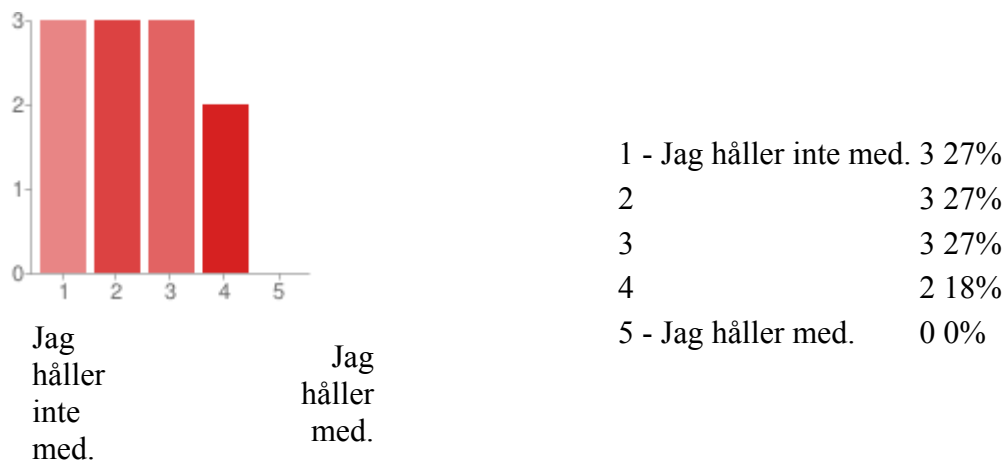 3
2
1
0
1 2 3 4 5
Jag
håller
inte
med.
Jag
håller
med.
1 - Jag håller inte med. 3 27%
2 3 27%
3 3 27%
4 2 18%
5 - Jag håller med. 0 0%